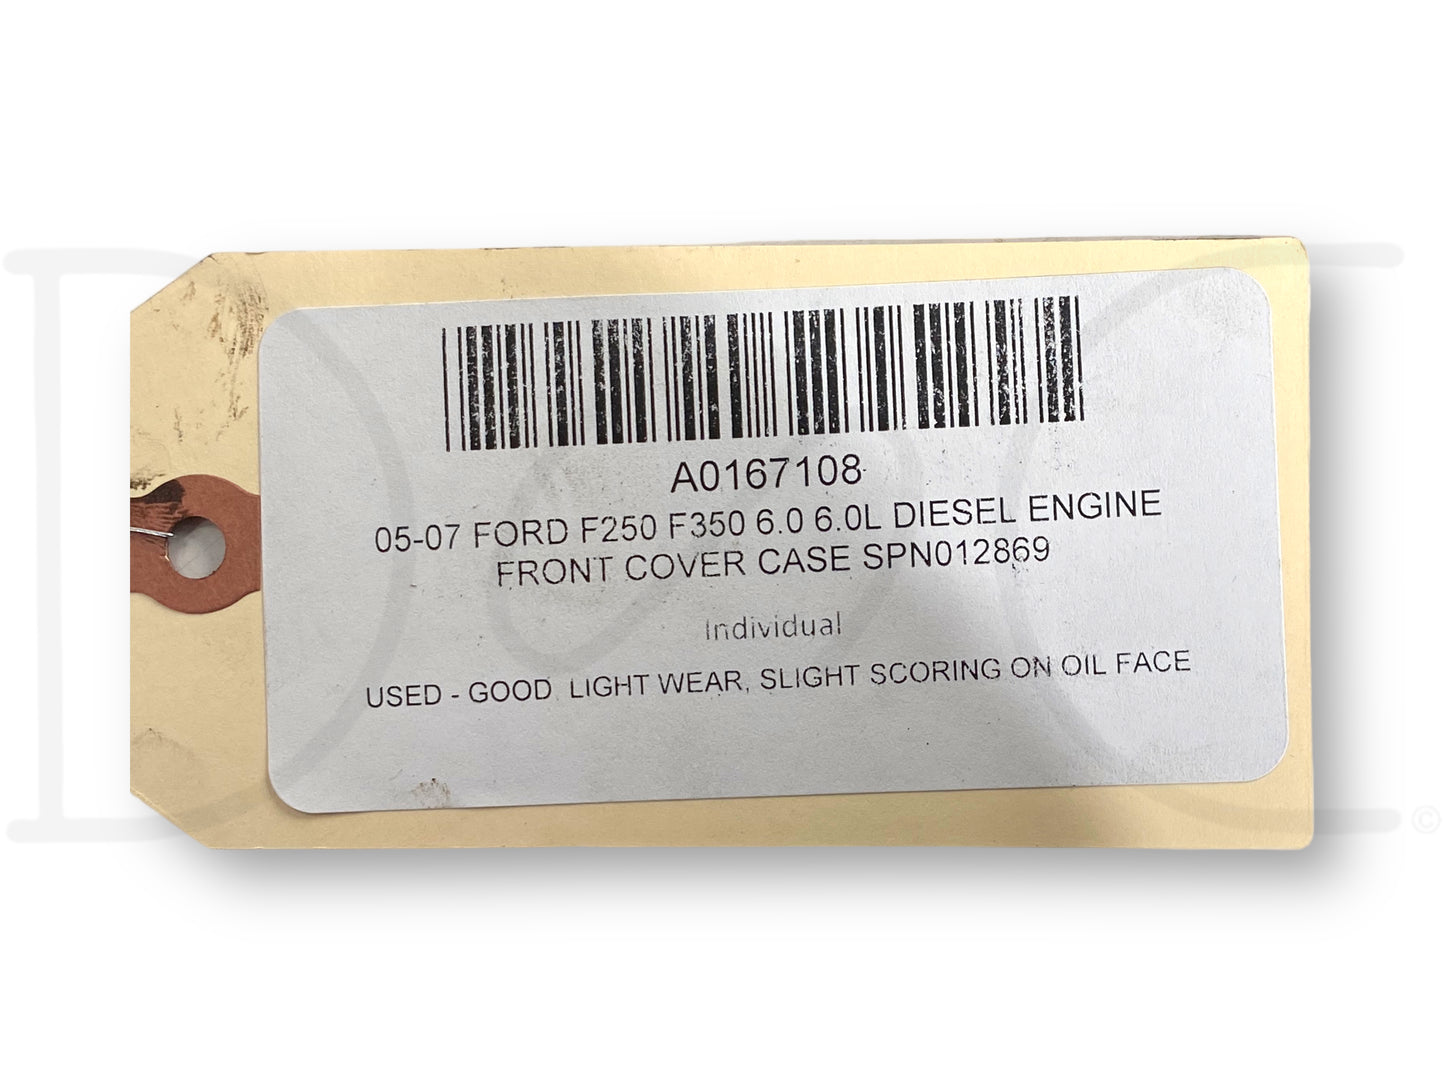 A0167108
05-07 FORD F250 F350 6.0 6.0L DIESEL ENGINE
FRONT COVER CASE SPN012869
Individual
USED - GOOD LIGHT WEAR, SLIGHT SCORING ON OIL FACE
©